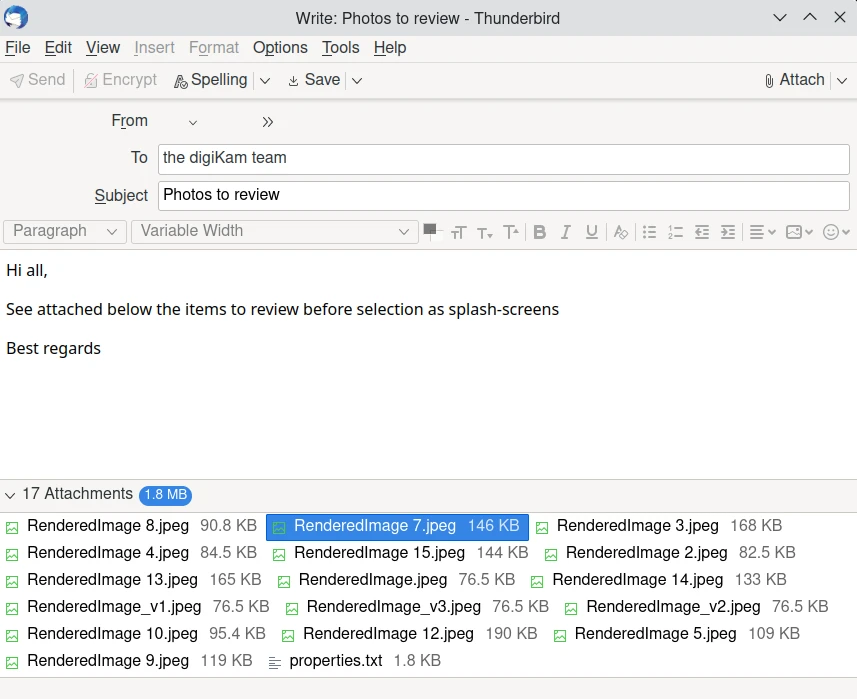 Write: Photos to review - Thunderbird
File Edit View Insert Format Options Tools Help
Send Encrypt Spelling Save Attach
From
To the digiKam team
Subject Photos to review
Paragraph Variable Width
Hi all,
See attached below the items to review before selection as splash-screens
Best regards
17 Attachments 1.8 MB
RenderedImage 8.jpeg 90.8 KB RenderedImage 7.jpeg 146 KB RenderedImage 3.jpeg 168 KB
RenderedImage 4.jpeg 84.5 KB RenderedImage 15.jpeg 144 KB RenderedImage 2.jpeg 82.5 KB
RenderedImage 13.jpeg 165 KB RenderedImage.jpeg 76.5 KB RenderedImage 14.jpeg 133 KB
RenderedImage_v1.jpeg 76.5 KB RenderedImage_v3.jpeg 76.5 KB RenderedImage_v2.jpeg 76.5 KB
RenderedImage 10.jpeg 95.4 KB RenderedImage 12.jpeg 190 KB RenderedImage 5.jpeg 109 KB
RenderedImage 9.jpeg 119 KB properties.txt 1.8 KB